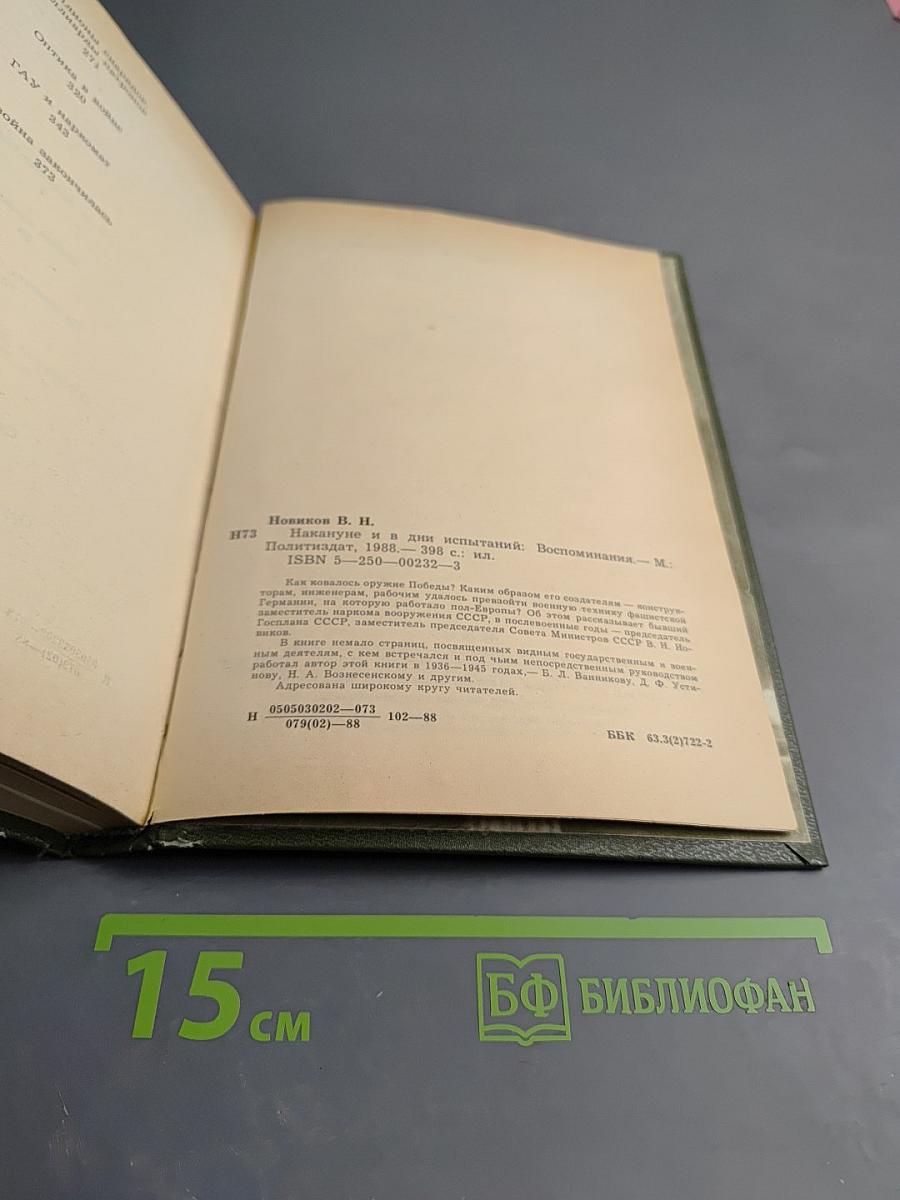 271
Оптика в войне
320
ГАУ и наркомат
343
война закончилась
373
Новиков В. Н.
Н73 Накануне и в дни испытаний: Воспоминания.— М.:
Политиздат, 1988.— 398 с.: ил.
ISBN 5—250—00232—3
Как ковалось оружие Победы? Каким образом его создателям — конструк-
торам, инженерам, рабочим удалось превзойти военную технику фашистской
Германии, на которую работало пол-Европы? Об этом рассказывает бывший
заместитель наркома вооружения СССР, в послевоенные годы — председатель
Госплана СССР, заместитель председателя Совета Министров СССР В. Н. Но-
виков.
В книге немало страниц, посвященных видным государственным и воен-
ным деятелям, с кем встречался и под чьим непосредственным руководством
работал автор этой книги в 1936—1945 годах,— Б. Л. Ванникову, Д. Ф. Усти-
нову, Н. А. Вознесенскому и другим.
Адресована широкому кругу читателей.
Н 0505030202—073 102—88
079(02)—88
ББК 63.3(2)722-2
15 см
БФ БИБЛИОФАН